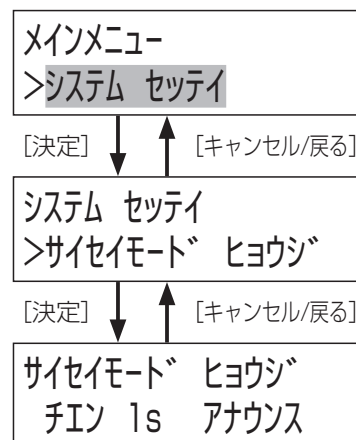 メインメニュー
>システム セッテイ
[決定] [キャンセル/戻る]
システム セッテイ
>サイセイモード゛ ヒョウジ゛
[決定] [キャンセル/戻る]
サイセイモート゛ ヒョウシ゛
チエン 1s アナウンス